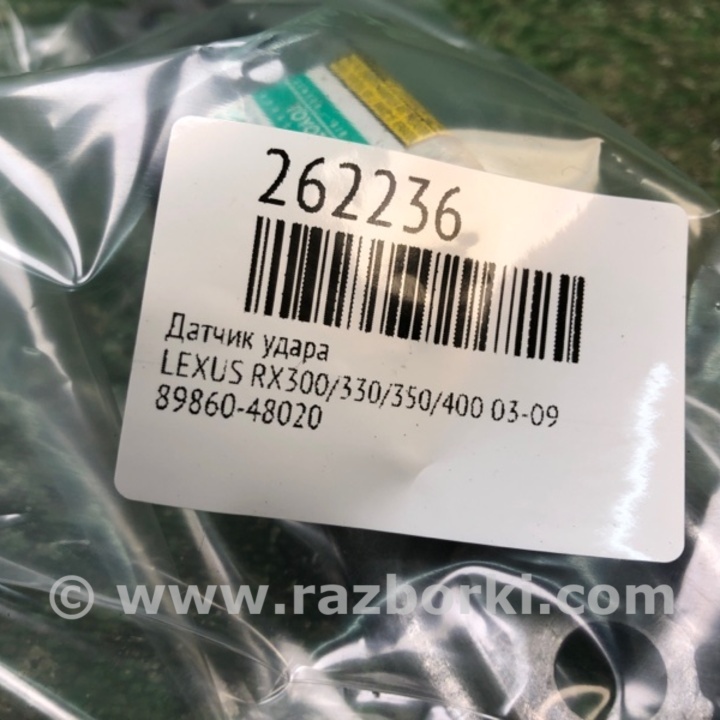 262236
Датчик удара
LEXUS RX300/330/350/400 03-09
89860-48020
© www.razborki.com